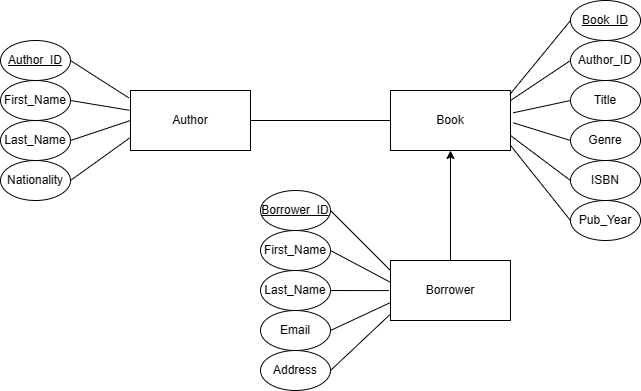 Book_ID
Author_ID
Author_ID
First_Name
Title
Author
Book
Last_Name
Genre
Nationality
ISBN
Pub_Year
Borrower_ID
First_Name
Last_Name
Borrower
Email
Address